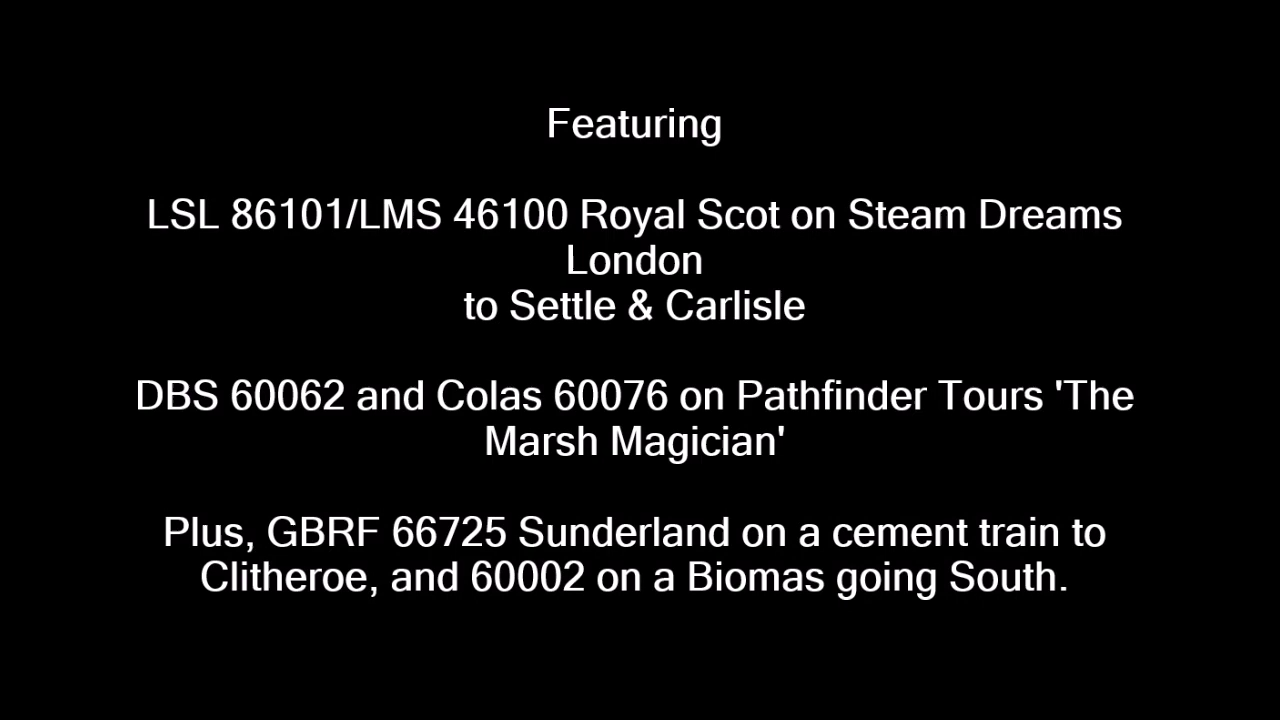 Featuring
LSL 86101/LMS 46100 Royal Scot on Steam Dreams
London
to Settle & Carlisle
DBS 60062 and Colas 60076 on Pathfinder Tours 'The
Marsh Magician'
Plus, GBRF 66725 Sunderland on a cement train to
Clitheroe, and 60002 on a Biomas going South.